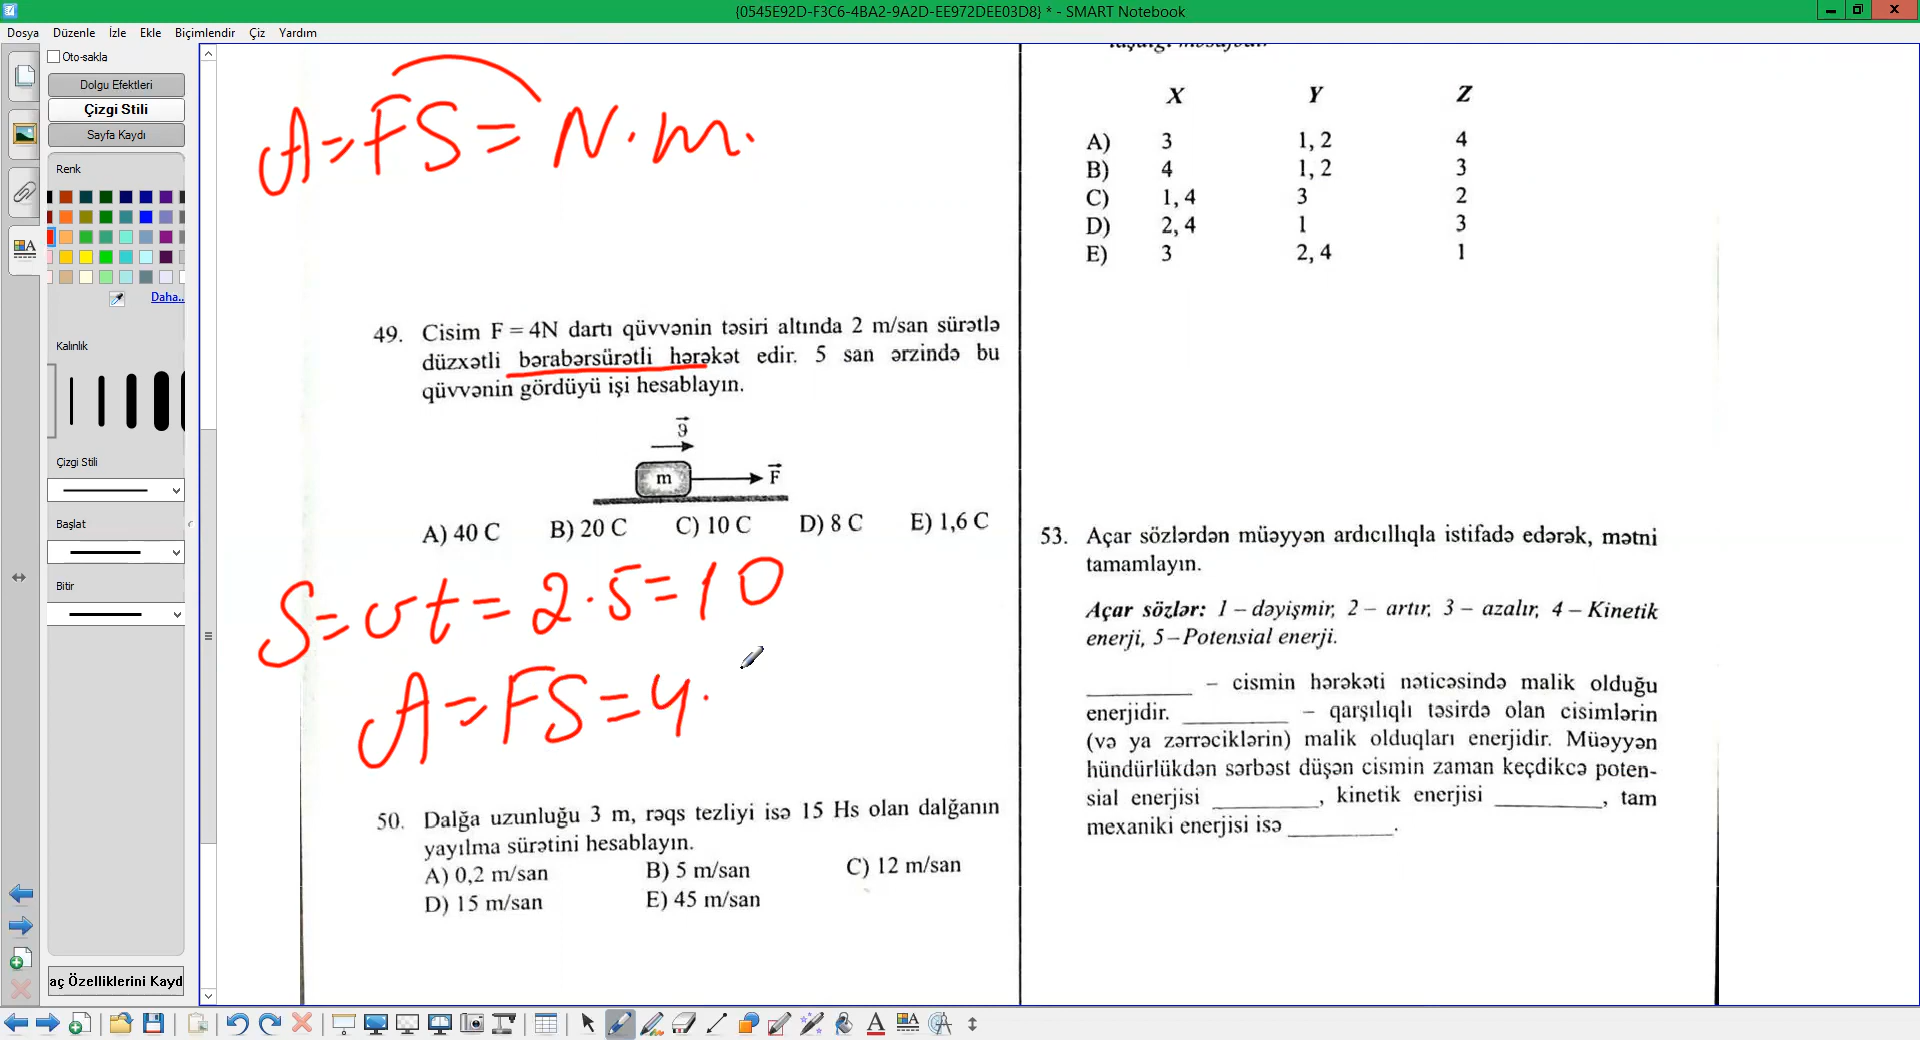 {0545E92D-F3C6-4BA2-9A2D-EE972DEE03D8} * - SMART Notebook
Dosya Düzenle İzle Ekle Biçimlendir Çiz Yardım
Oto-sakla
Dolgu Efektleri
Çizgi Stili
Sayfa Kaydı
Renk
Daha..
Kalınlık
Çizgi Stili
Başlat
Bitir
aç Özelliklerini Kayd
A=FS=N·m.
49. Cisim F = 4N dartı qüvvənin təsiri altında 2 m/san sürətlə
düzxətli bərabərsürətli hərəkət edir. 5 san ərzində bu
qüvvənin gördüyü işi hesablayın.
ϑ
m F
A) 40 C B) 20 C C) 10 C D) 8 C E) 1,6 C
S=υt=2·5=10
A=FS=4·
50. Dalğa uzunluğu 3 m, rəqs tezliyi isə 15 Hs olan dalğanın
yayılma sürətini hesablayın.
A) 0,2 m/san B) 5 m/san C) 12 m/san
D) 15 m/san E) 45 m/san
X Y Z
A) 3 1, 2 4
B) 4 1, 2 3
C) 1, 4 3 2
D) 2, 4 1 3
E) 3 2, 4 1
53. Açar sözlərdən müəyyən ardıcıllıqla istifadə edərək, mətni
tamamlayın.
Açar sözlər: 1 – dəyişmir, 2 – artır, 3 – azalır, 4 – Kinetik
enerji, 5 – Potensial enerji.
__________ – cismin hərəkəti nəticəsində malik olduğu
enerjidir. __________ – qarşılıqlı təsirdə olan cisimlərin
(və ya zərrəciklərin) malik olduqları enerjidir. Müəyyən
hündürlükdən sərbəst düşən cismin zaman keçdikcə poten-
sial enerjisi __________, kinetik enerjisi __________, tam
mexaniki enerjisi isə __________.